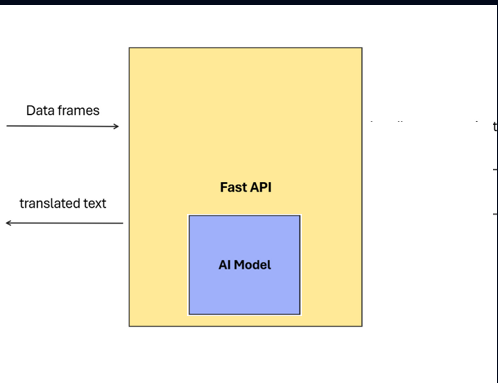 Data frames
translated text
Fast API
AI Model